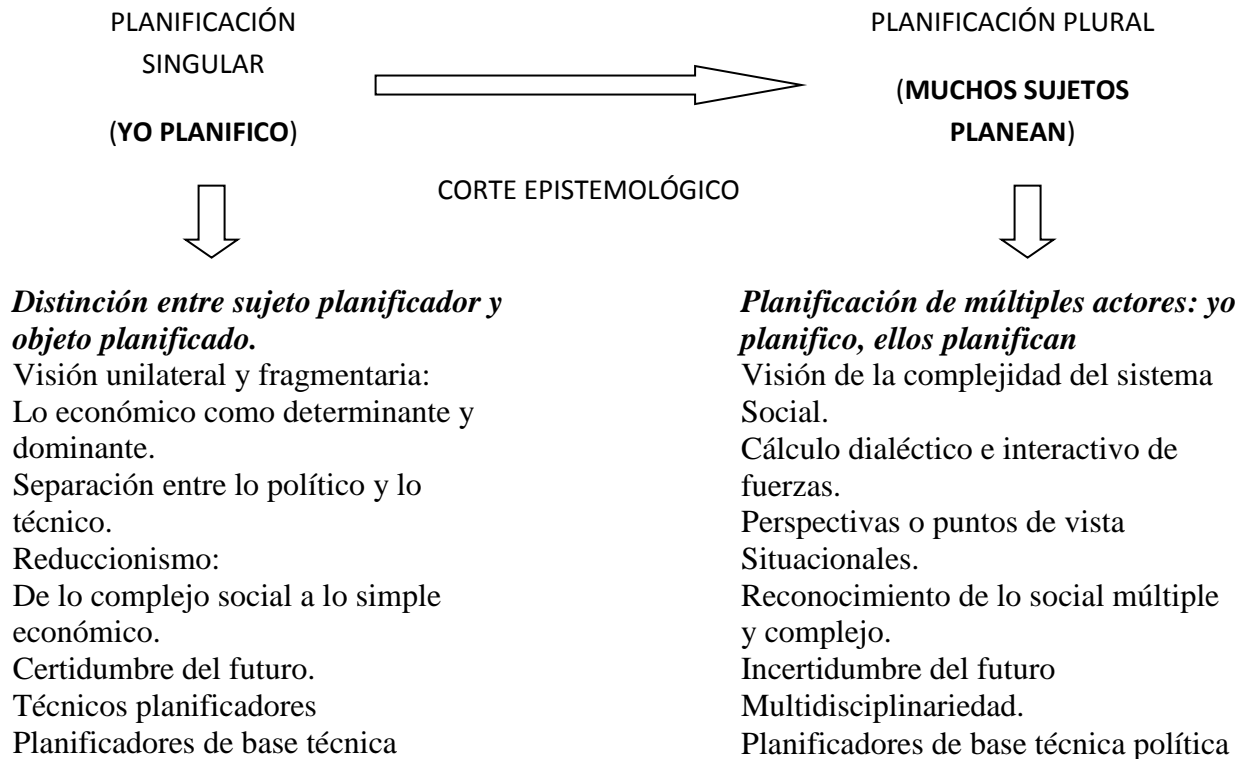 PLANIFICACIÓN
SINGULAR
(YO PLANIFICO)
PLANIFICACIÓN PLURAL
(MUCHOS SUJETOS
PLANEAN)
CORTE EPISTEMOLÓGICO
Distinción entre sujeto planificador y
objeto planificado.
Visión unilateral y fragmentaria:
Lo económico como determinante y
dominante.
Separación entre lo político y lo
técnico.
Reduccionismo:
De lo complejo social a lo simple
económico.
Certidumbre del futuro.
Técnicos planificadores
Planificadores de base técnica
Planificación de múltiples actores: yo
planifico, ellos planifican
Visión de la complejidad del sistema
Social.
Cálculo dialéctico e interactivo de
fuerzas.
Perspectivas o puntos de vista
Situacionales.
Reconocimiento de lo social múltiple
y complejo.
Incertidumbre del futuro
Multidisciplinariedad.
Planificadores de base técnica política